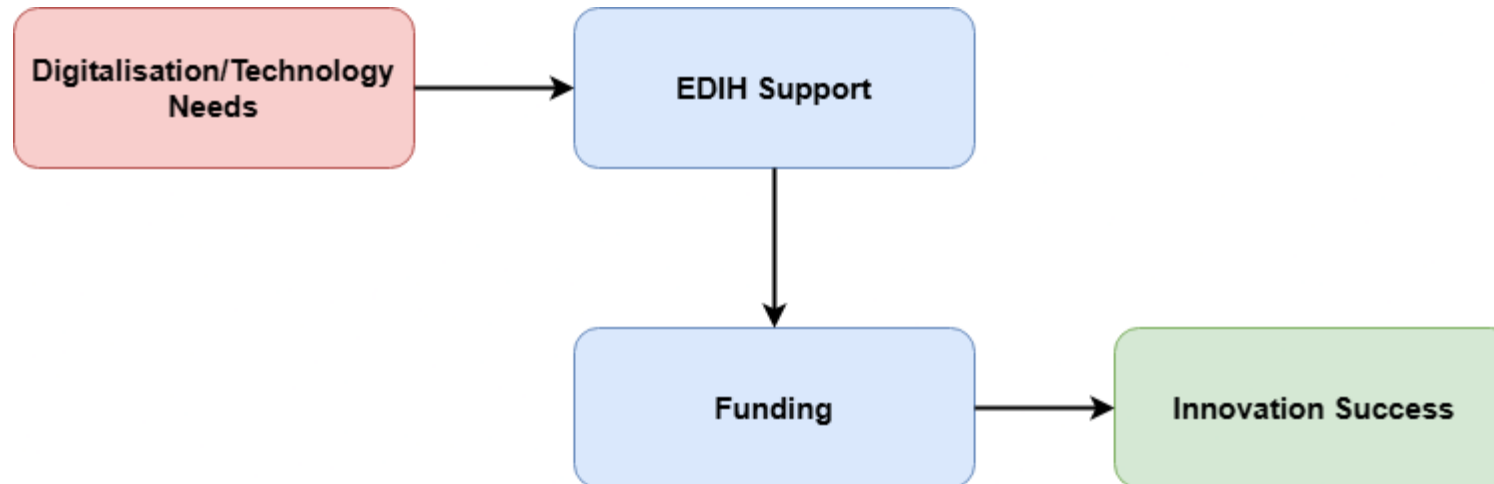 Digitalisation/Technology
Needs
EDIH Support
Funding
Innovation Success